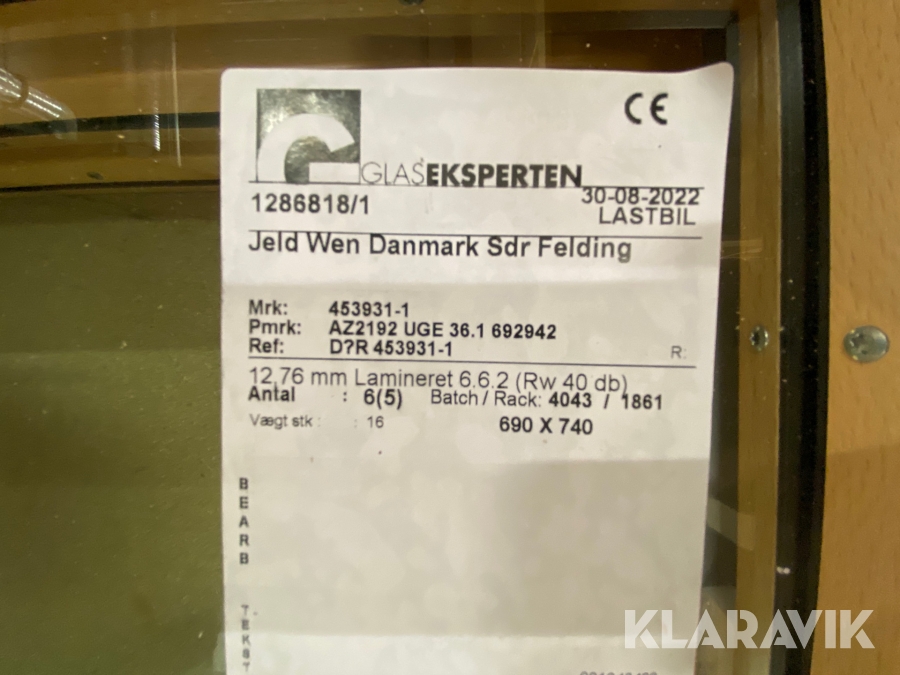 CE
GLASEKSPERTEN
30-08-2022
1286818/1
LASTBIL
Jeld Wen Danmark Sdr Felding
Mrk: 453931-1
Pmrk: AZ2192 UGE 36.1 692942
Ref: D?R 453931-1 R:
12,76 mm Lamineret 6.6.2 (Rw 40 db)
Antal : 6(5) Batch / Rack: 4043 / 1861
Vægt stk : : 16 690 X 740
BEARB
TEKST
KLARAVIK